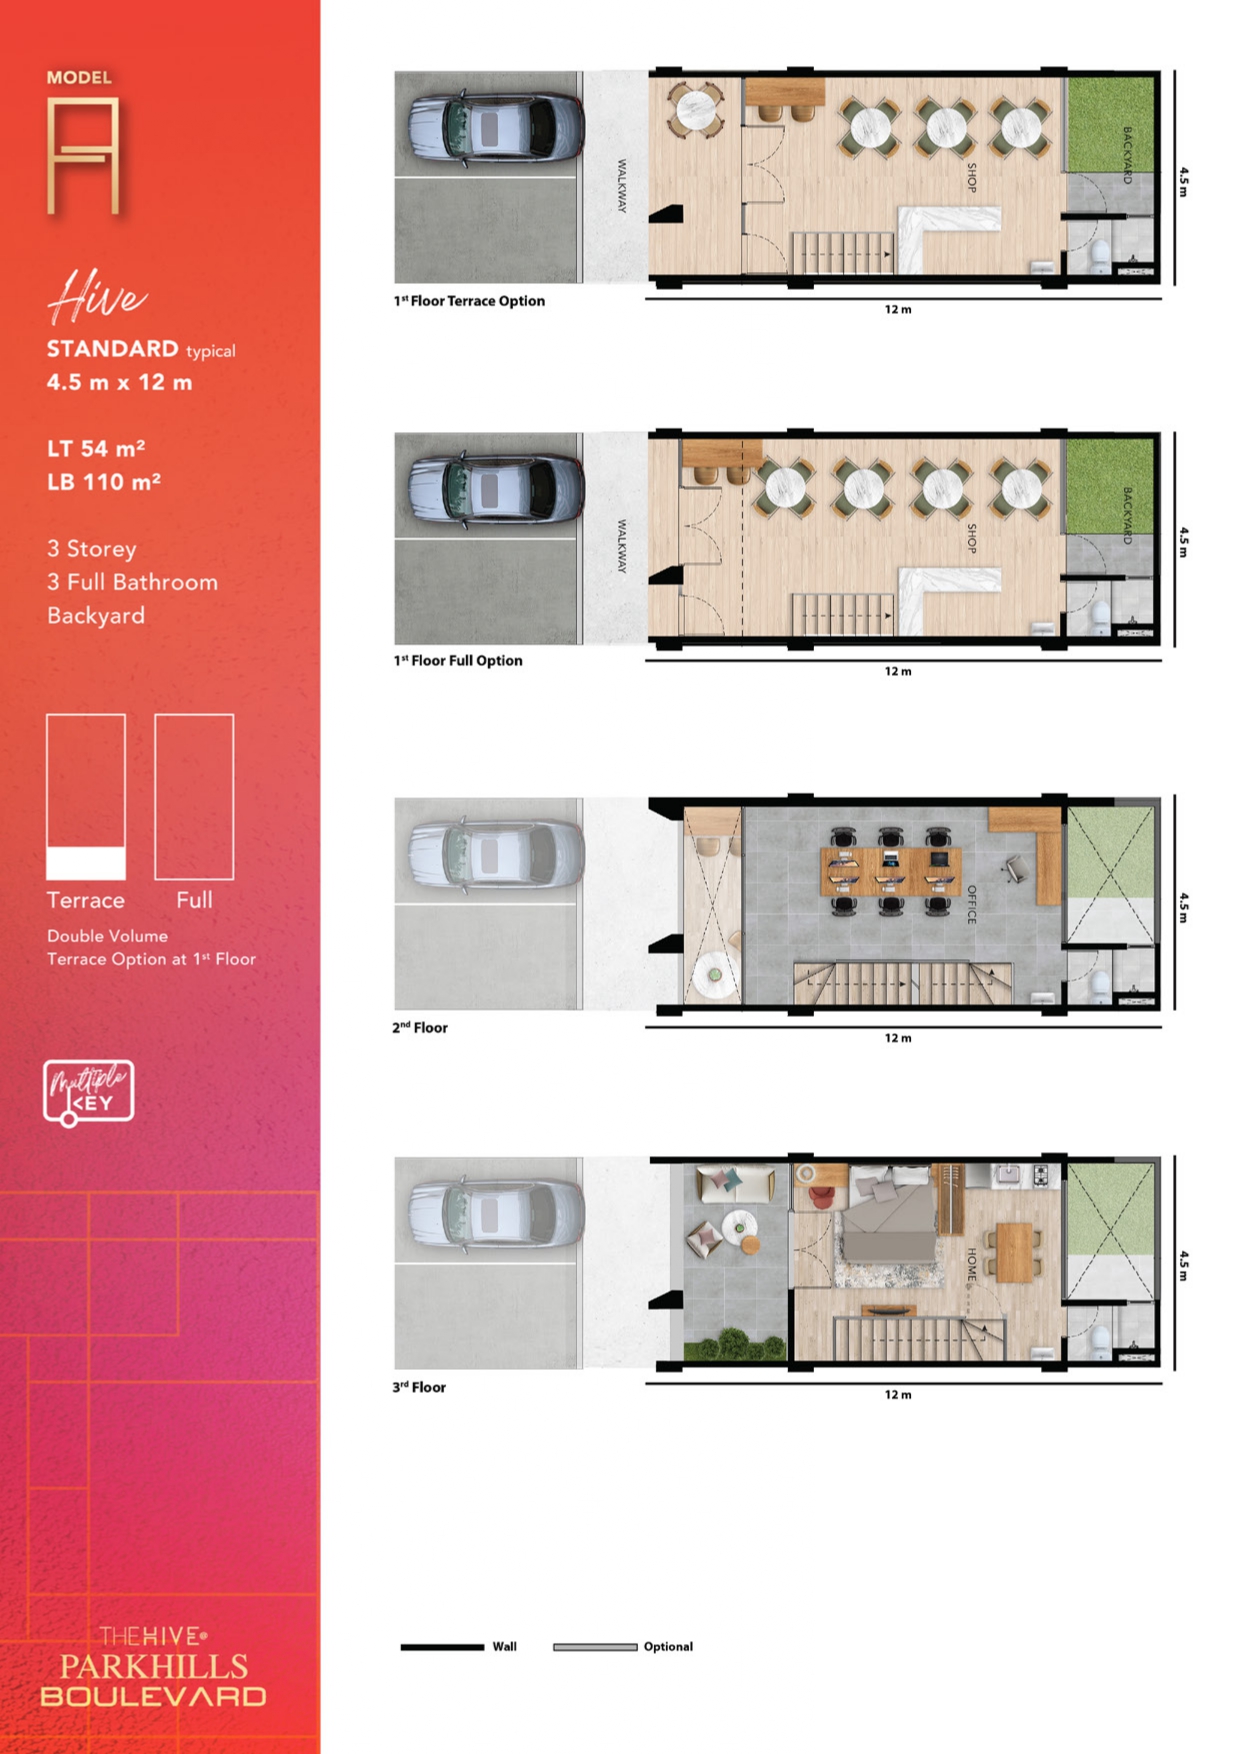 MODEL
A
Hive
STANDARD typical
4.5 m x 12 m
LT 54 m²
LB 110 m²
3 Storey
3 Full Bathroom
Backyard
Terrace
Full
Double Volume
Terrace Option at 1st Floor
Multiple
KEY
THE HIVE@
PARKHILLS
BOULEVARD
WALKWAY
SHOP
BACKYARD
4.5 m
1st Floor Terrace Option
12 m
WALKWAY
SHOP
BACKYARD
4.5 m
1st Floor Full Option
12 m
OFFICE
4.5 m
2nd Floor
12 m
HOME
4.5 m
3rd Floor
12 m
Wall
Optional